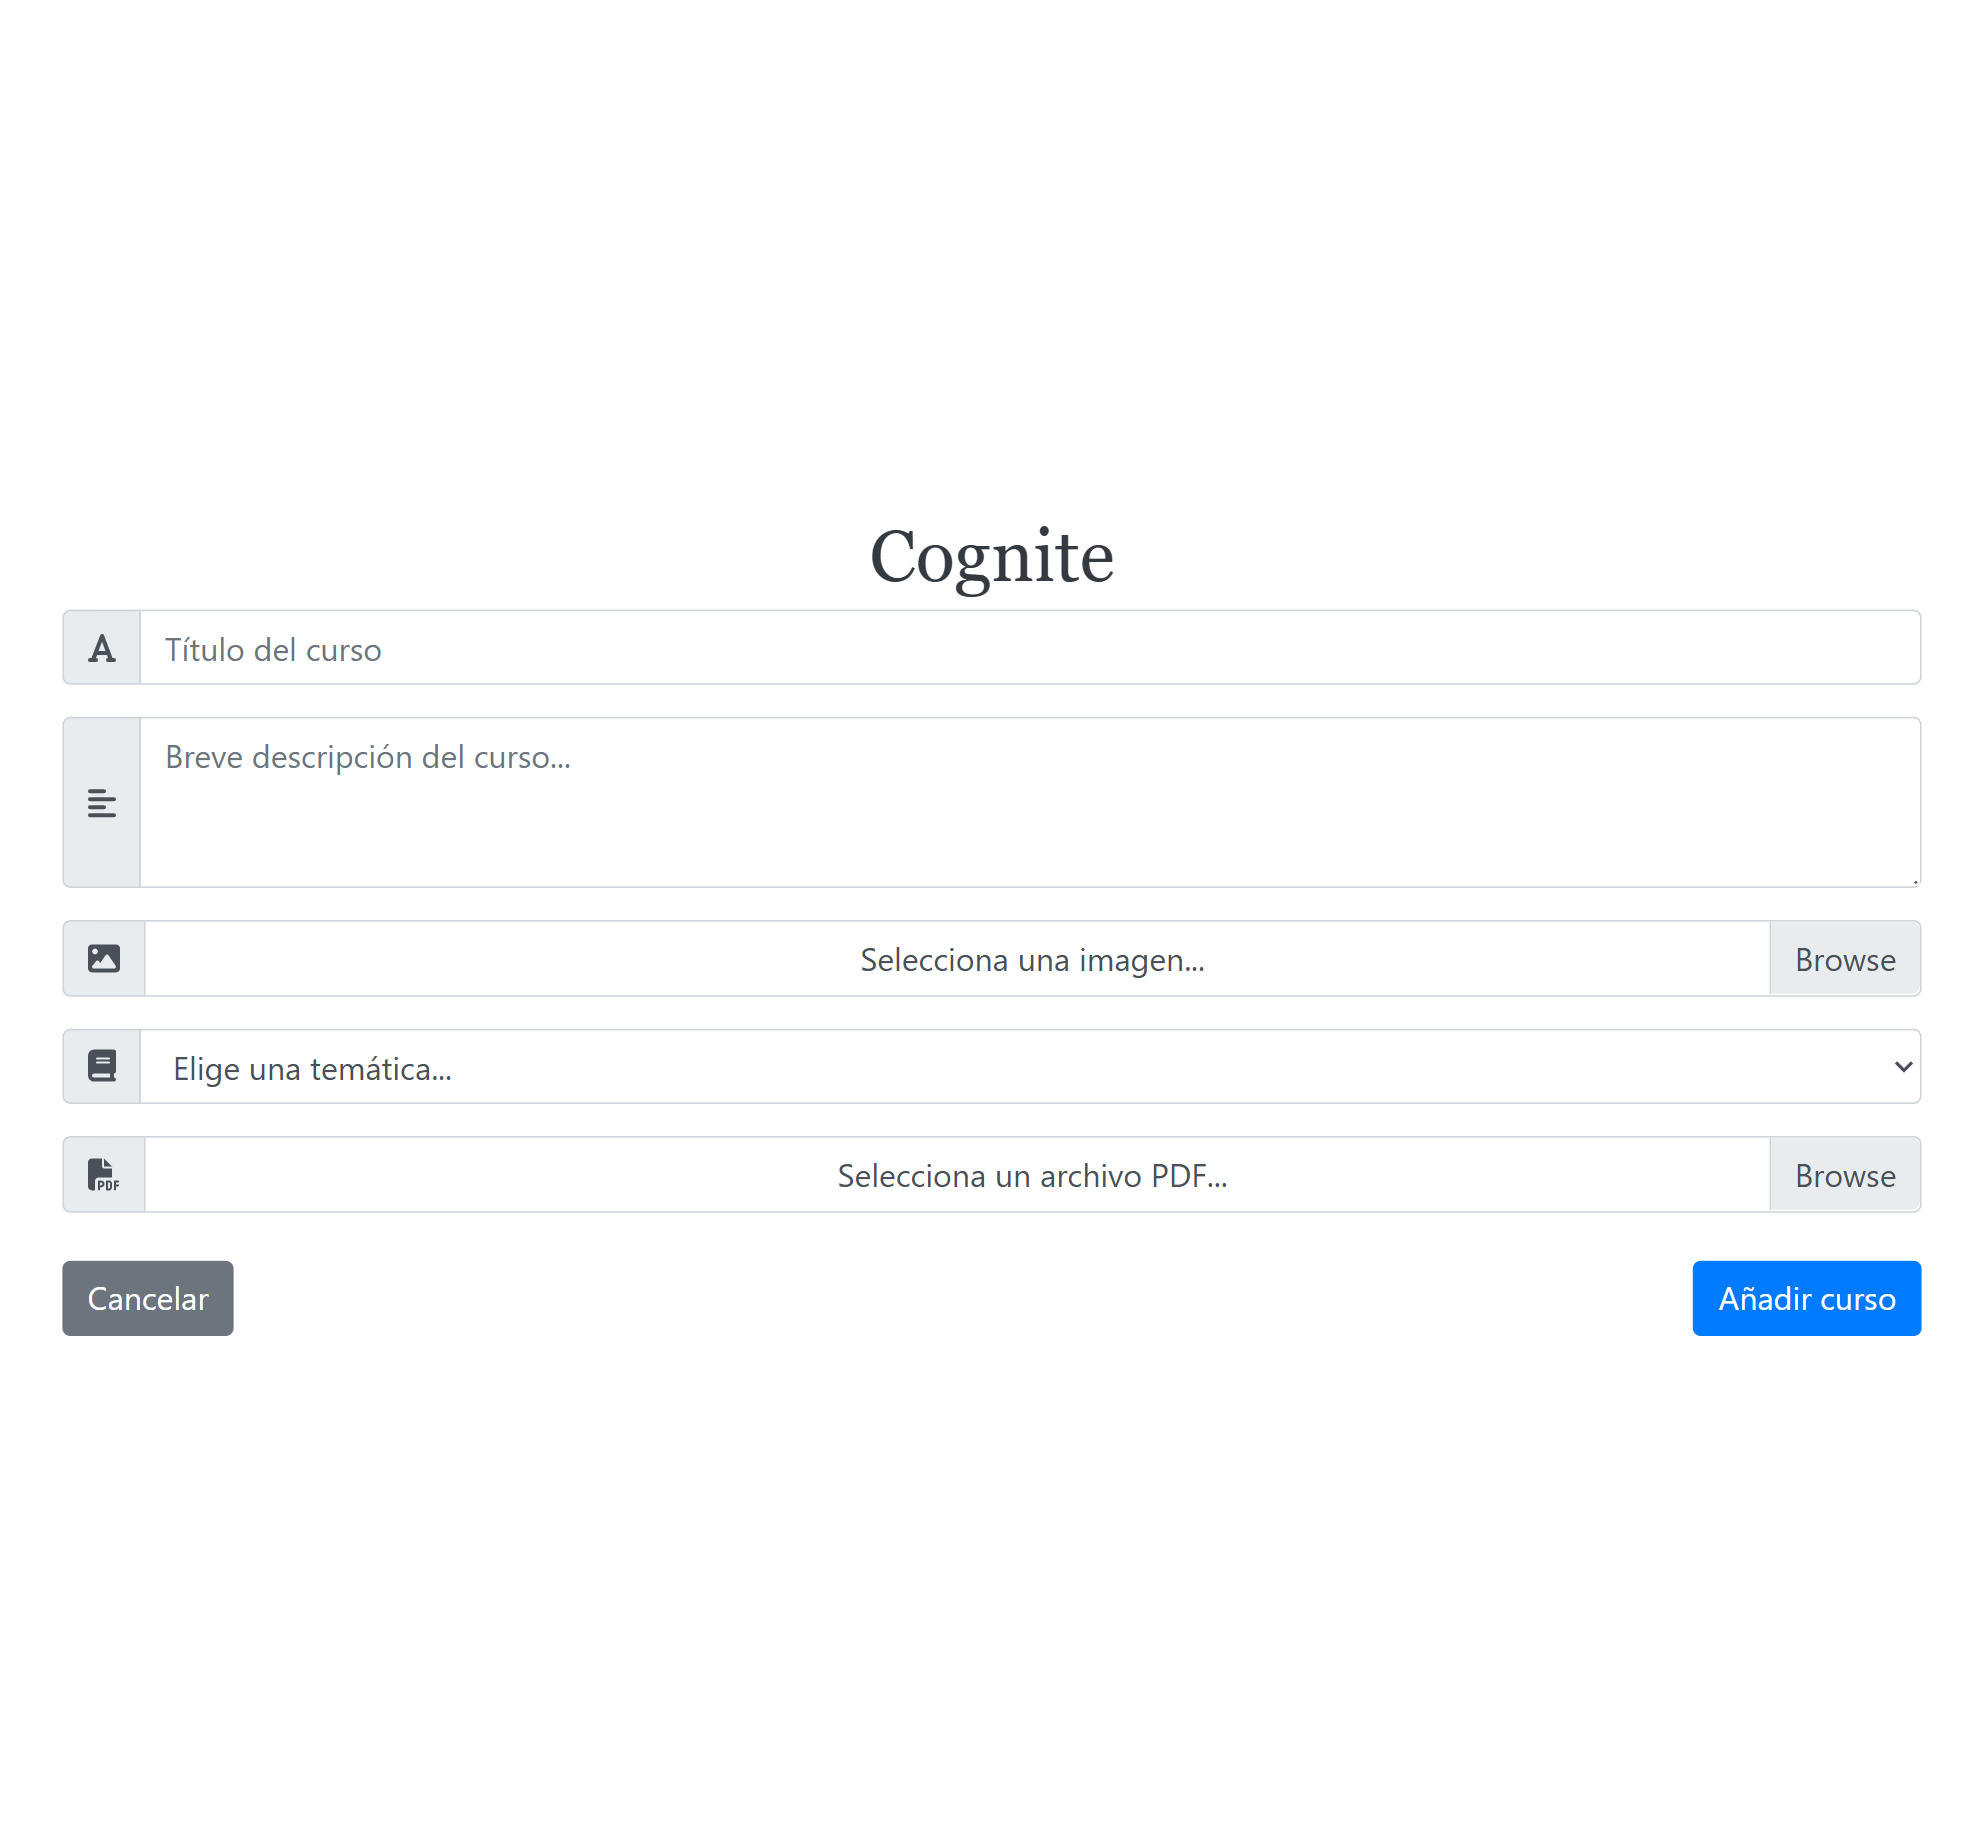 Cognite
Título del curso
Breve descripción del curso...
Selecciona una imagen...
Browse
Elige una temática...
PDF
Selecciona un archivo PDF...
Browse
Cancelar
Añadir curso